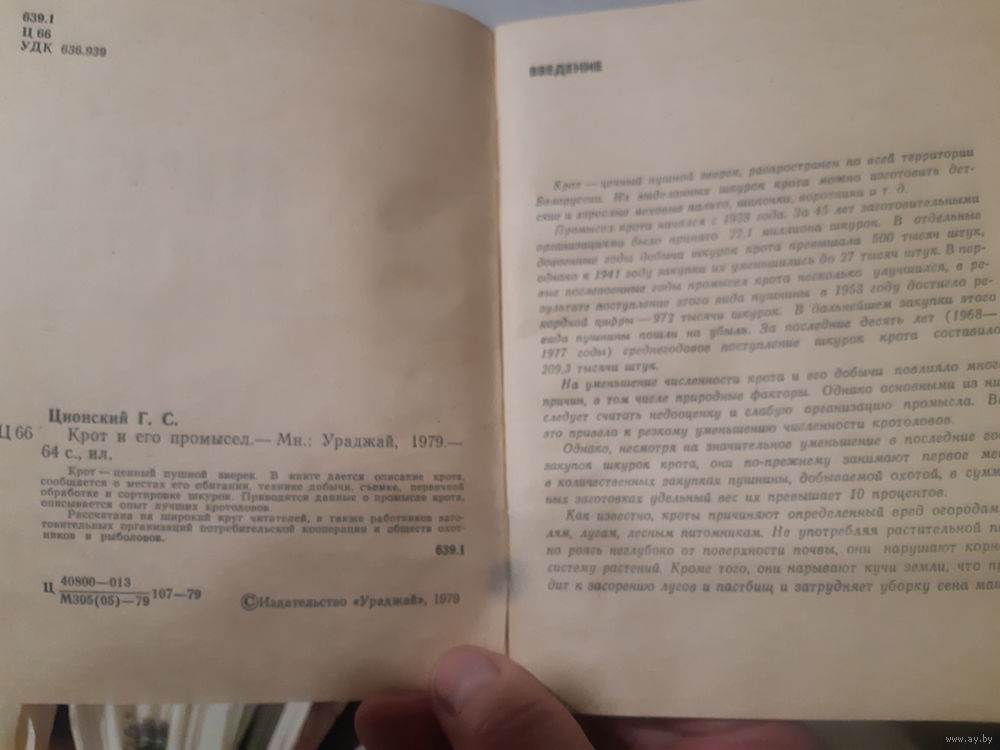 639.1
Ц 66
УДК 636.939
Ционский Г. С.
Ц 66 Крот и его промысел.— Мн.: Ураджай, 1979.—
64 с., ил.
Крот — ценный пушной зверек. В книге дается описание крота,
сообщается о местах его обитания, технике добычи, съемке, первичной
обработке и сортировке шкурок. Приводятся данные о промысле крота,
описывается опыт лучших кротоловов.
Рассчитана на широкий круг читателей, а также работников заго-
товительных организаций потребительской кооперации и обществ охот-
ников и рыболовов.
639.1
Ц 40800—013
М305(05)—79 107—79
©Издательство «Ураджай», 1979
ВВЕДЕНИЕ
Крот — ценный пушной зверек, распространен по всей территории
Белоруссии. Из выделанных шкурок крота можно изготовить дет-
ские и взрослые меховые пальто, шапочки, воротники и т. д.
Промысел крота начался с 1928 года. За 45 лет заготовительными
организациями было принято 22,1 миллиона шкурок. В отдельные
довоенные годы добыча шкурок крота превышала 500 тысяч штук,
однако к 1941 году закупки их уменьшились до 27 тысяч штук. В пер-
вые послевоенные годы промысел крота несколько улучшился, в ре-
зультате поступление этого вида пушнины в 1953 году достигло ре-
кордной цифры — 972 тысячи шкурок. В дальнейшем закупки этого
вида пушнины пошли на убыль. За последние десять лет (1968—
1977 годы) среднегодовое поступление шкурок крота составило
209,3 тысячи штук.
На уменьшение численности крота и его добычи повлияло много
причин, в том числе природные факторы. Однако основными из ни
следует считать недооценку и слабую организацию промысла. В
это привело к резкому уменьшению численности кротоловов.
Однако, несмотря на значительное уменьшение в последние го
закупок шкурок крота, они по-прежнему занимают первое ме
в количественных закупках пушнины, добываемой охотой, в сумм
ных заготовках удельный вес их превышает 10 процентов.
Как известно, кроты причиняют определенный вред огородам,
лям, лугам, лесным питомникам. Не употребляя растительной п
но роясь неглубоко от поверхности почвы, они нарушают корн
систему растений. Кроме того, они нарывают кучи земли, что п
дит к засорению лугов и пастбищ и затрудняет уборку сена маш
www.ay.by